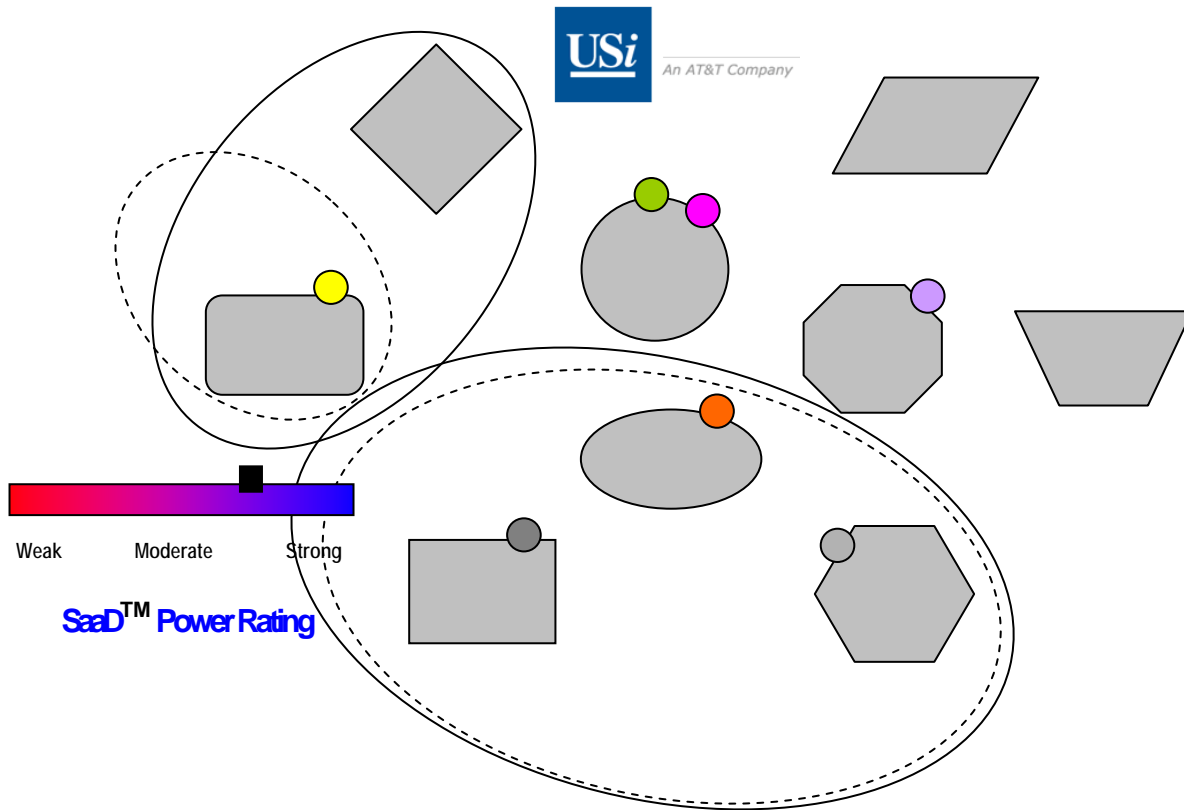 USi
An AT&T Company
Weak Moderate Strong
SaaD™ Power Rating